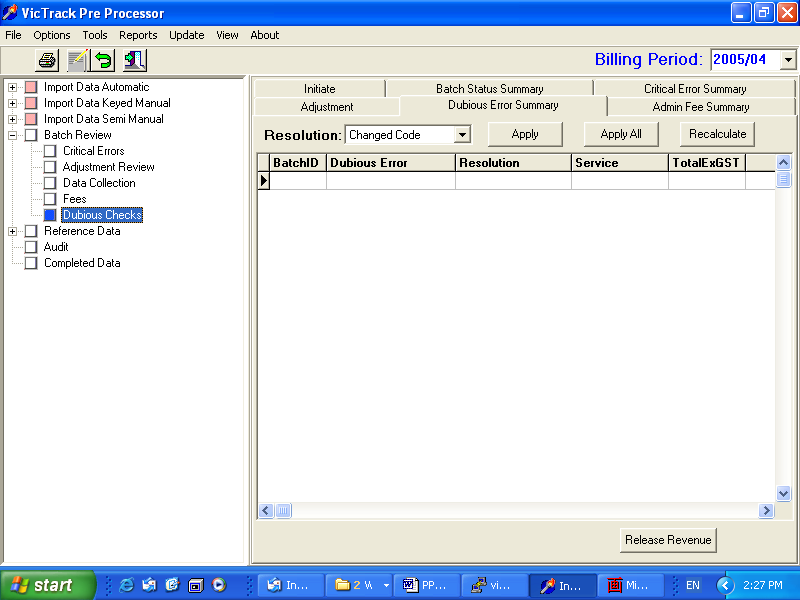 VicTrack Pre Processor
File Options Tools Reports Update View About
Billing Period: 2005/04
Import Data Automatic
Import Data Keyed Manual
Import Data Semi Manual
Batch Review
Critical Errors
Adjustment Review
Data Collection
Fees
Dubious Checks
Reference Data
Audit
Completed Data
Initiate Batch Status Summary Critical Error Summary
Adjustment Dubious Error Summary Admin Fee Summary
Resolution: Changed Code Apply Apply All Recalculate
BatchID Dubious Error Resolution Service TotalExGST
Release Revenue
start In... 2 W PP... vi... In... Mi... EN 2:27 PM